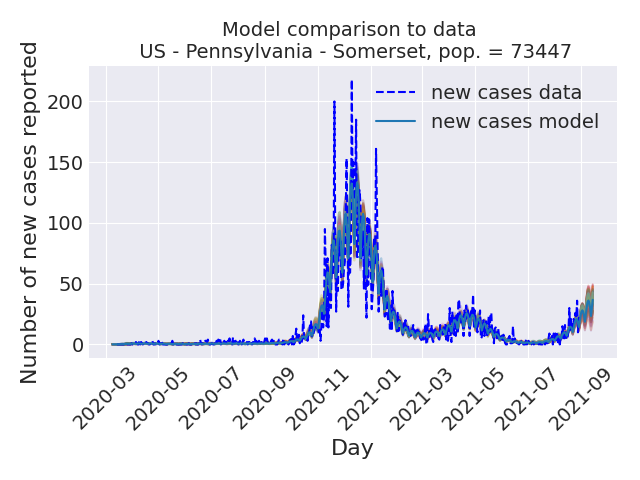 Model comparison to data
US - Pennsylvania - Somerset, pop. = 73447
Number of new cases reported
200
150
100
50
0
new cases data
new cases model
2020-03
2020-05
2020-07
2020-09
2020-11
2021-01
2021-03
2021-05
2021-07
2021-09
Day